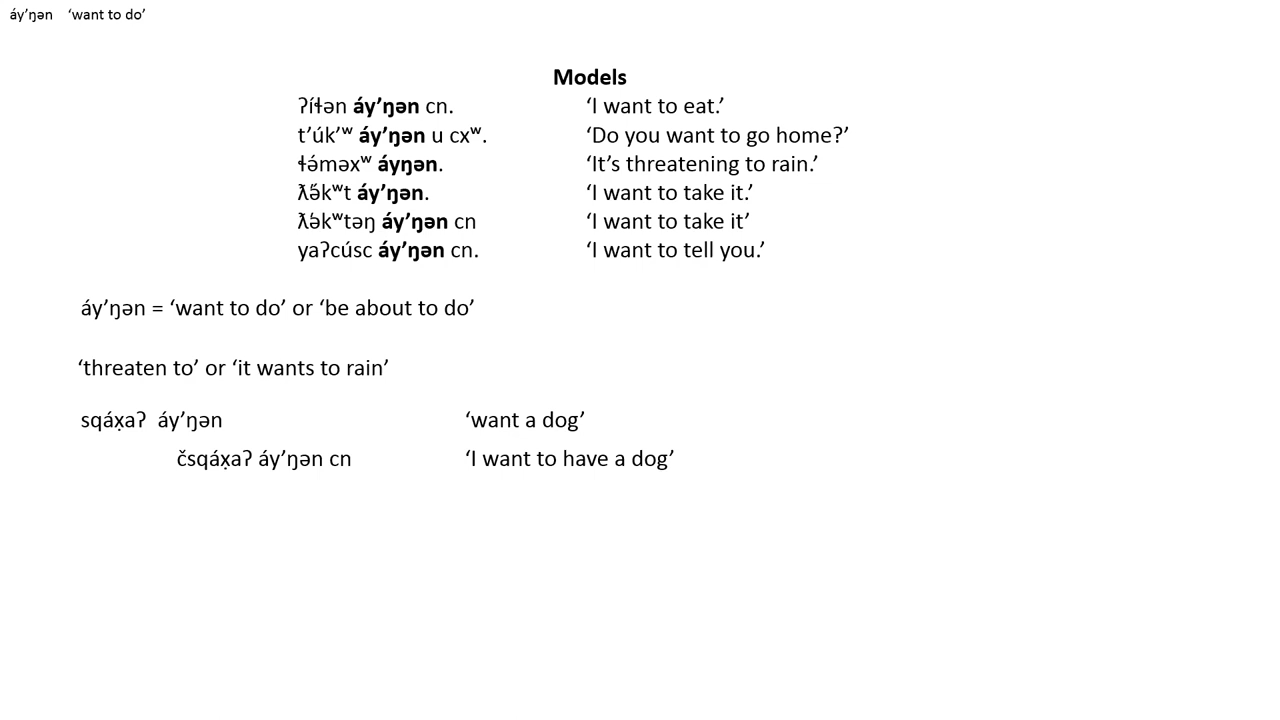 áy’ŋən ‘want to do’
Models
ʔíɬən áy’ŋən cn. ‘I want to eat.’
t’úk’ʷ áy’ŋən u cxʷ. ‘Do you want to go home?’
ɬə́məxʷ áyŋən. ‘It’s threatening to rain.’
ƛ̕ə́kʷt áy’ŋən. ‘I want to take it.’
ƛ̕ə́kʷtəŋ áy’ŋən cn ‘I want to take it’
yaʔcúsc áy’ŋən cn. ‘I want to tell you.’
áy’ŋən = ‘want to do’ or ‘be about to do’
‘threaten to’ or ‘it wants to rain’
sqáx̣aʔ áy’ŋən ‘want a dog’
čsqáx̣aʔ áy’ŋən cn ‘I want to have a dog’